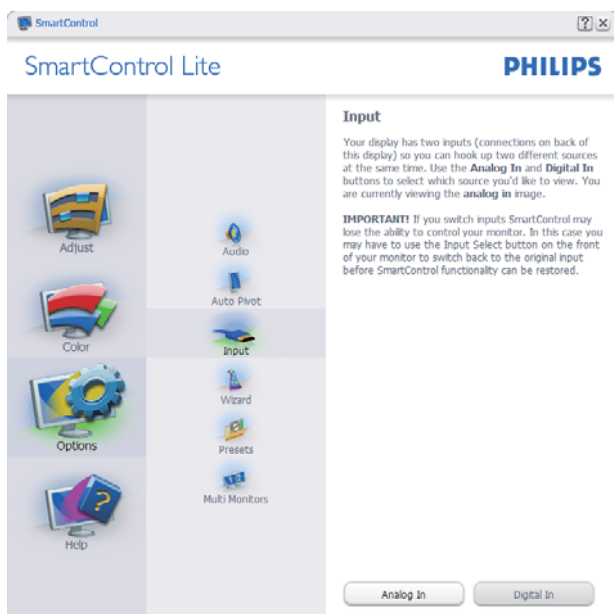 SmartControl
SmartControl Lite
PHILIPS
Adjust
Color
Options
Help
Audio
Auto Pivot
Input
Wizard
Presets
Multi Monitors
Input
Your display has two inputs (connections on back of
this display) so you can hook up two different sources
at the same time. Use the Analog In and Digital In
buttons to select which source you'd like to view. You
are currently viewing the analog in image.
IMPORTANT! If you switch inputs SmartControl may
lose the ability to control your monitor. In this case you
may have to use the Input Select button on the front
of your monitor to switch back to the original input
before SmartControl functionality can be restored.
Analog In
Digital In